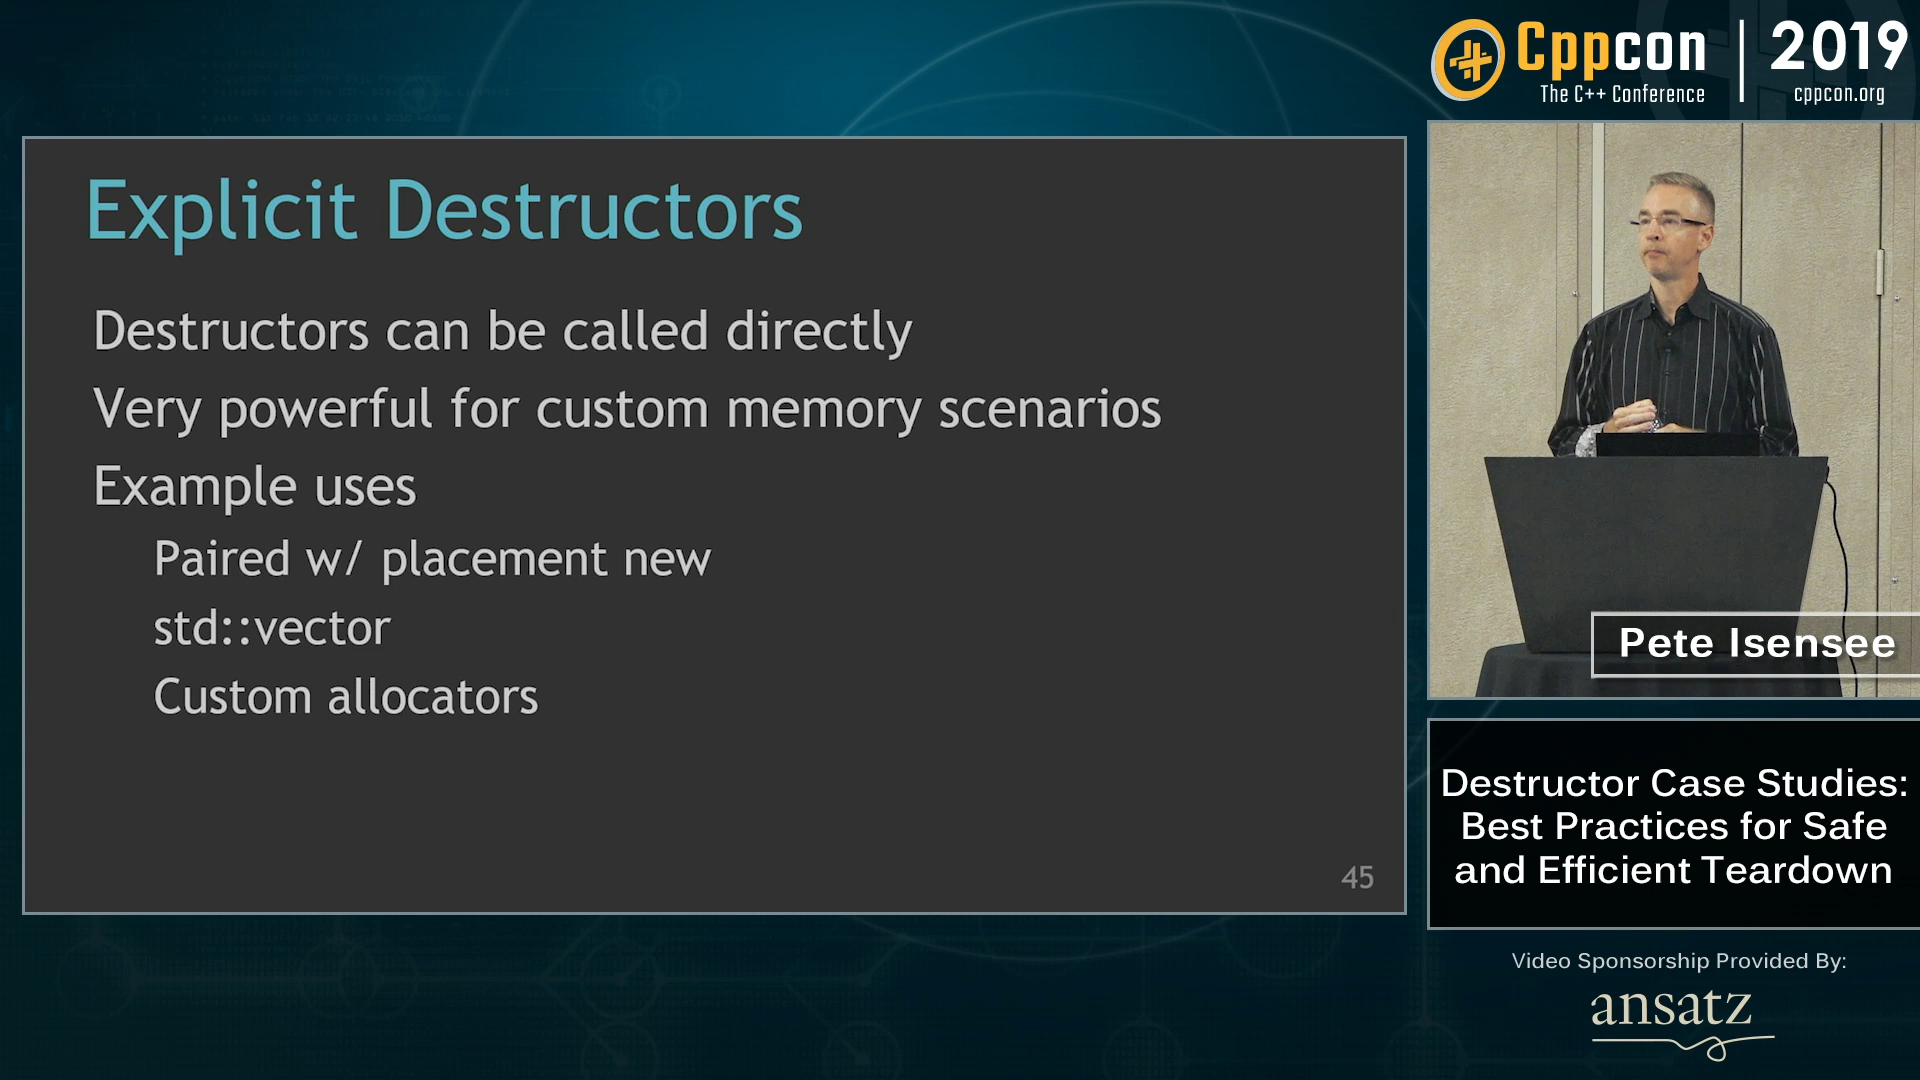 Cppcon
The C++ Conference
2019
cppcon.org
Explicit Destructors
Destructors can be called directly
Very powerful for custom memory scenarios
Example uses
Paired w/ placement new
std::vector
Custom allocators
45
Pete Isensee
Destructor Case Studies:
Best Practices for Safe
and Efficient Teardown
Video Sponsorship Provided By:
ansatz